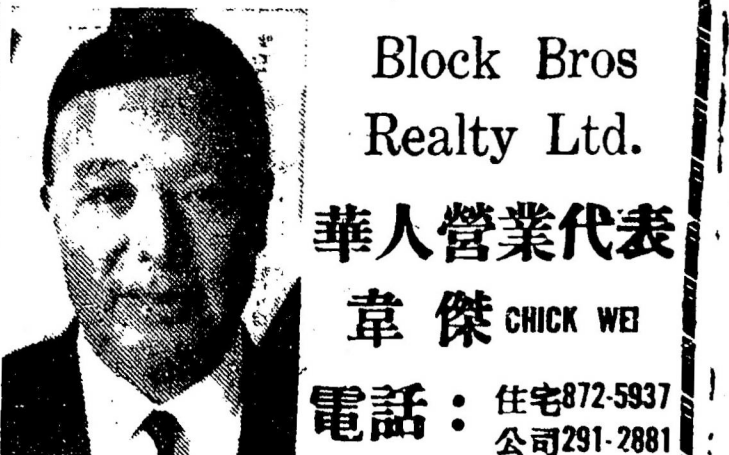 Block Bros
Realty Ltd.
華人營業代表
韋 傑 CHICK WEI
電話： 住宅872-5937
公司291-2881